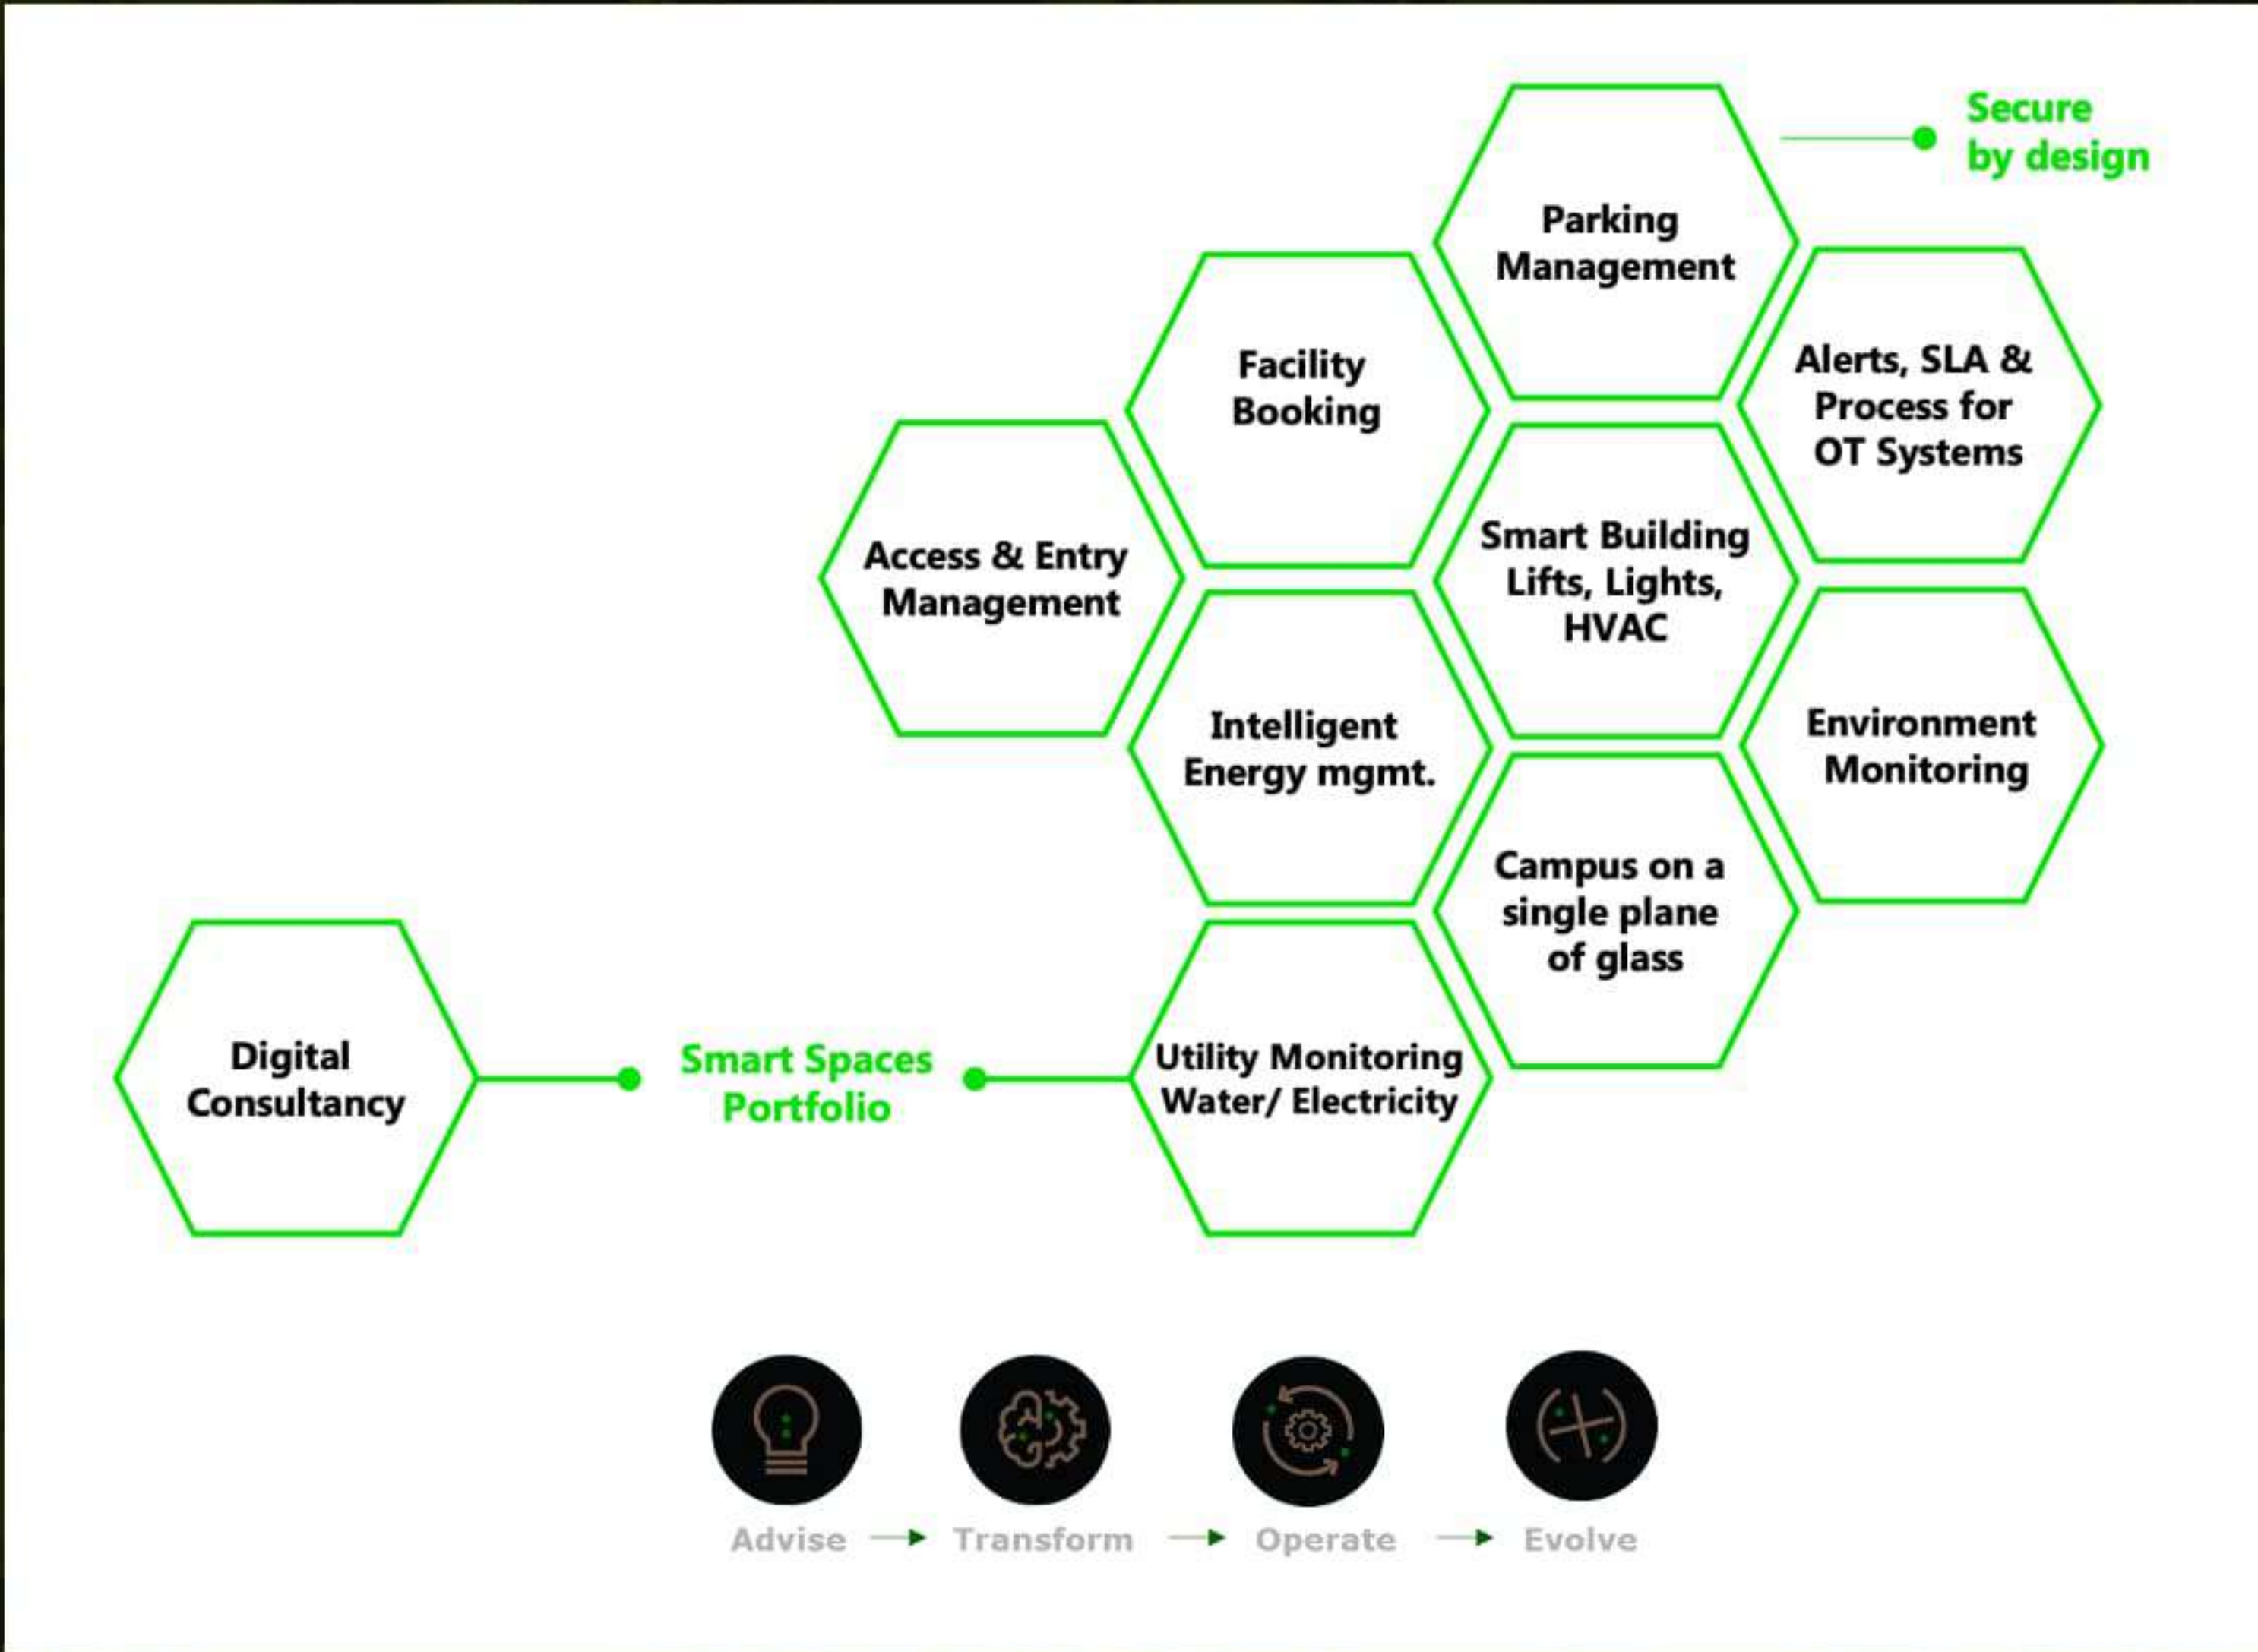 Secure
by design
Parking
Management
Facility
Booking
Alerts, SLA &
Process for
OT Systems
Access & Entry
Management
Smart Building
Lifts, Lights,
HVAC
Intelligent
Energy mgmt.
Environment
Monitoring
Campus on a
single plane
of glass
Digital
Consultancy
Smart Spaces
Portfolio
Utility Monitoring
Water/ Electricity
Advise
Transform
Operate
Evolve